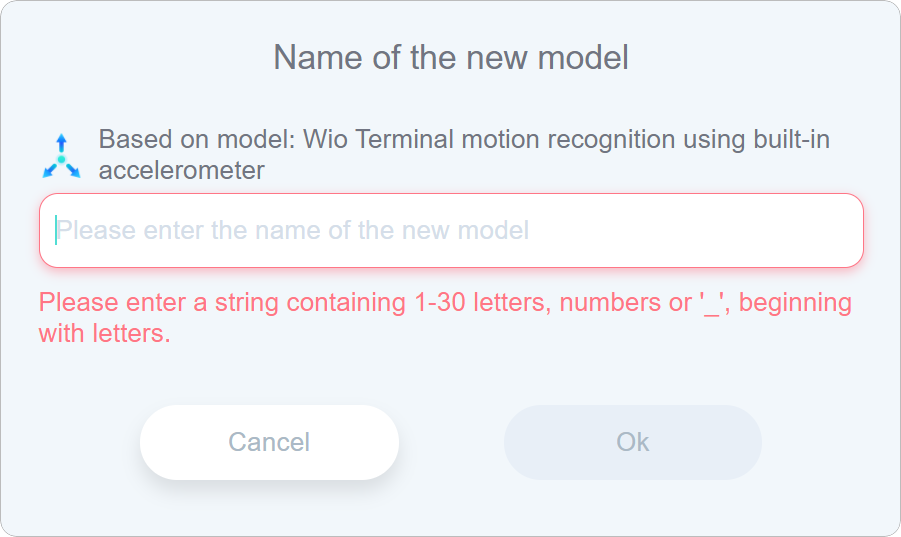 Name of the new model
Based on model: Wio Terminal motion recognition using built-in
accelerometer
Please enter the name of the new model
Please enter a string containing 1-30 letters, numbers or '_', beginning
with letters.
Cancel
Ok